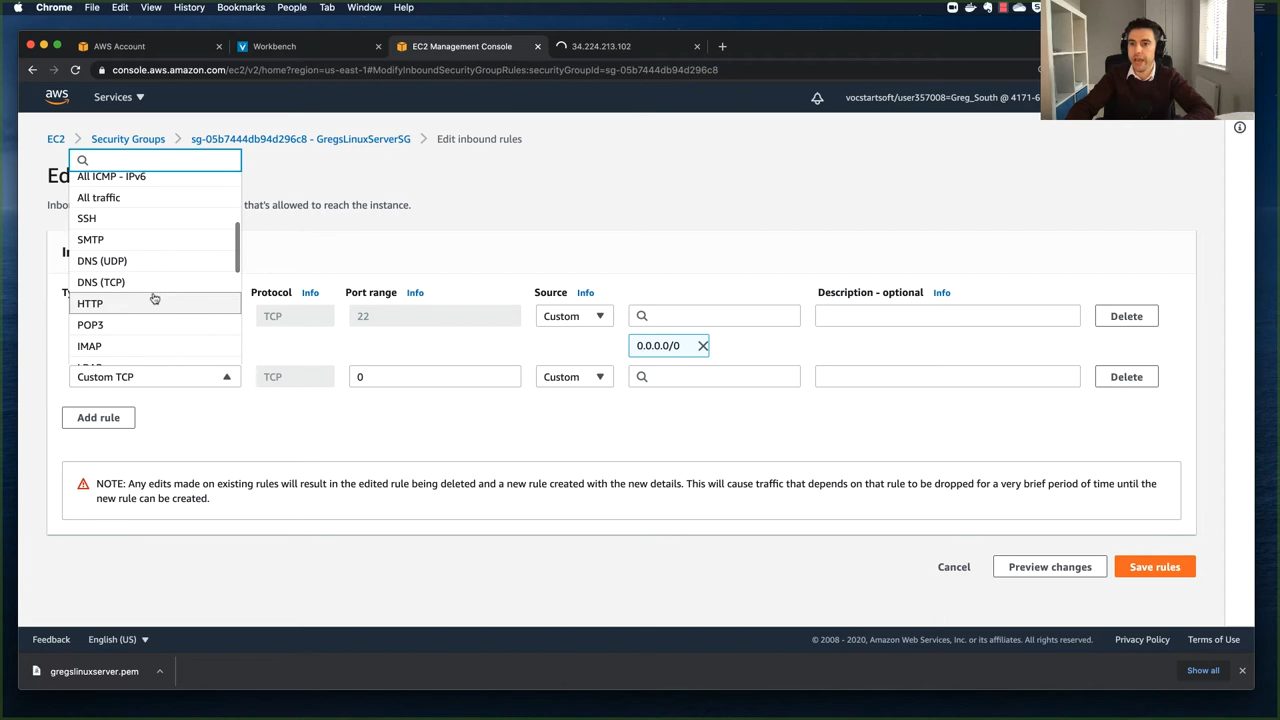 Chrome File Edit View History Bookmarks People Tab Window Help
AWS Account
Workbench
EC2 Management Console
34.224.213.102
console.aws.amazon.com/ec2/v2/home?region=us-east-1#ModifyInboundSecurityGroupRules:securityGroupId=sg-05b7444db94d296c8
aws
Services
vocstartsoft/user357008=Greg_South @ 4171-6
EC2 Security Groups sg-05b7444db94d296c8 - GregsLinuxServerSG Edit inbound rules
Ed
Inbou that's allowed to reach the instance.
All ICMP - IPv6
All traffic
SSH
SMTP
DNS (UDP)
DNS (TCP)
HTTP
POP3
IMAP
Protocol Info Port range Info Source Info Description - optional Info
TCP 22 Custom Delete
0.0.0.0/0
Custom TCP TCP 0 Custom Delete
Add rule
NOTE: Any edits made on existing rules will result in the edited rule being deleted and a new rule created with the new details. This will cause traffic that depends on that rule to be dropped for a very brief period of time until the
new rule can be created.
Cancel Preview changes Save rules
Feedback English (US) © 2008 - 2020, Amazon Web Services, Inc. or its affiliates. All rights reserved. Privacy Policy Terms of Use
gregslinuxserver.pem Show all